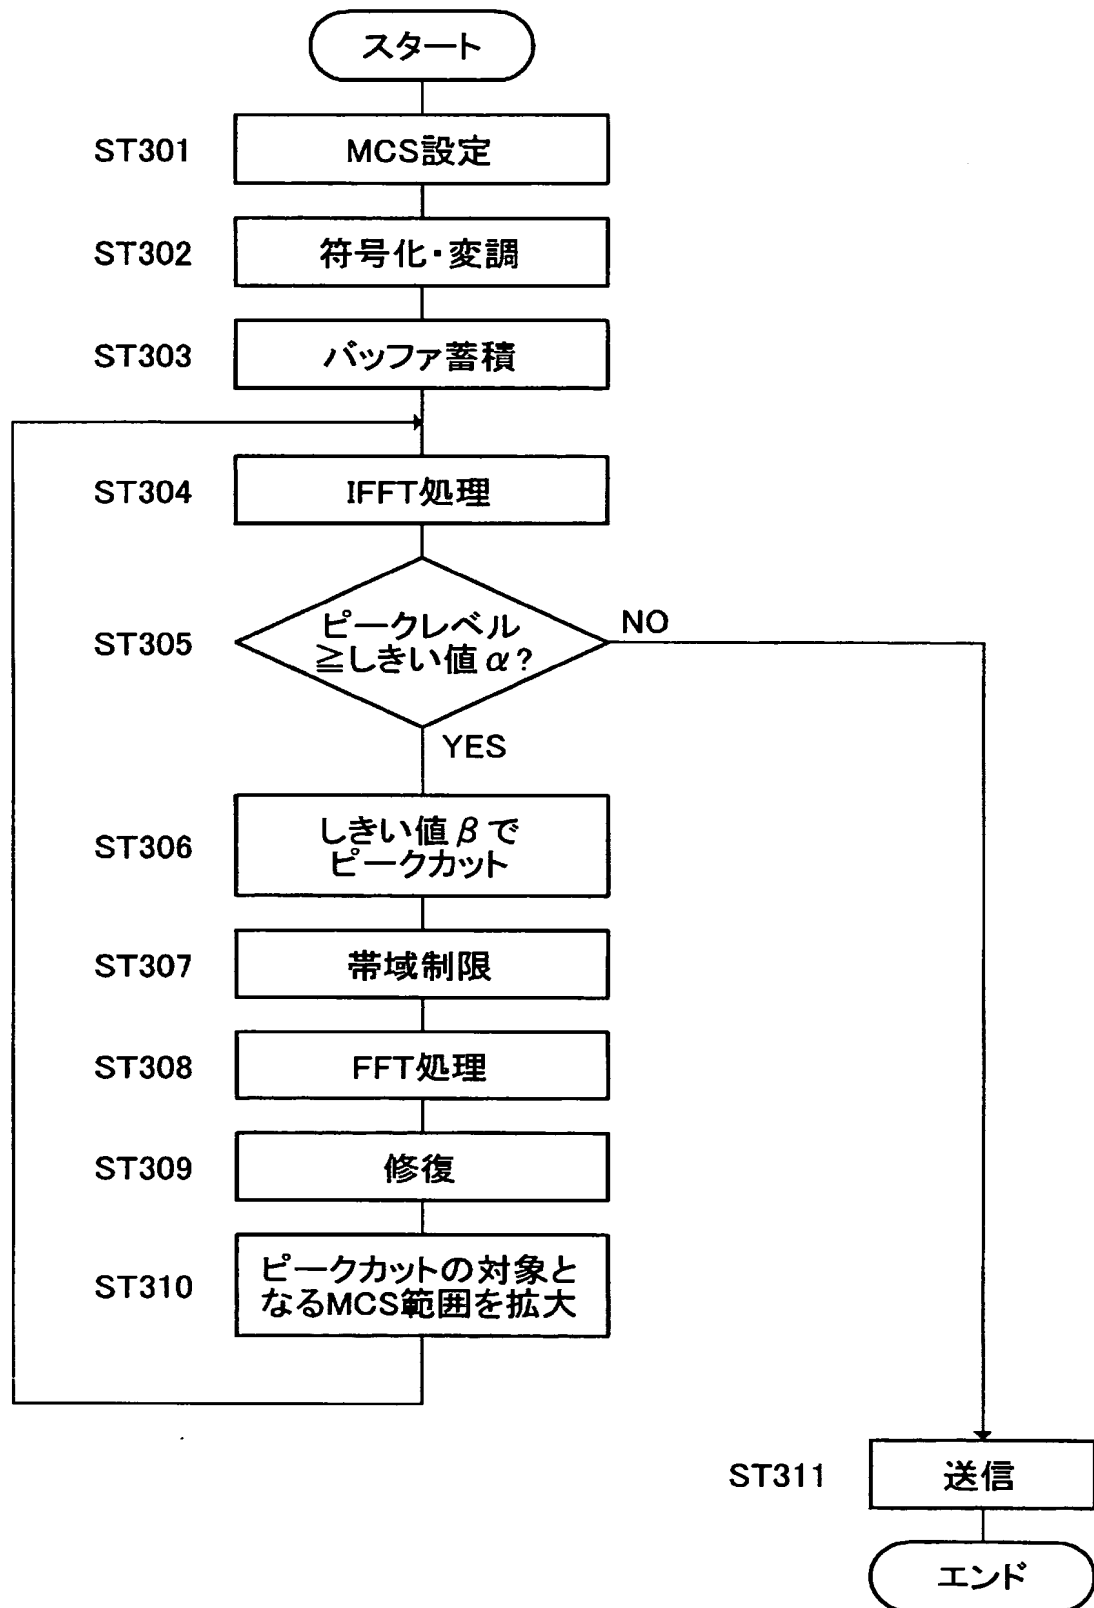 スタート
ST301
MCS設定
ST302
符号化・変調
ST303
バッファ蓄積
ST304
IFFT処理
ST305
ピークレベル
≧しきい値α?
NO
YES
ST306
しきい値βで
ピークカット
ST307
帯域制限
ST308
FFT処理
ST309
修復
ST310
ピークカットの対象と
なるMCS範囲を拡大
ST311
送信
エンド